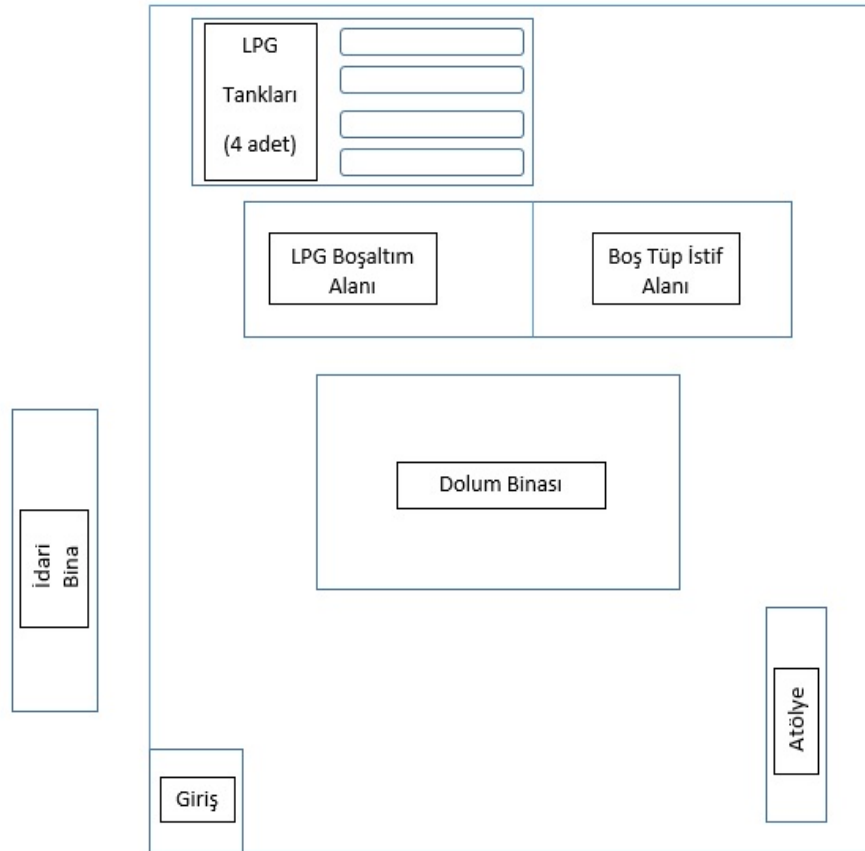 LPG
Tankları
(4 adet)
LPG Boşaltım
Alanı
Boş Tüp İstif
Alanı
Dolum Binası
İdari
Bina
Atölye
Giriş